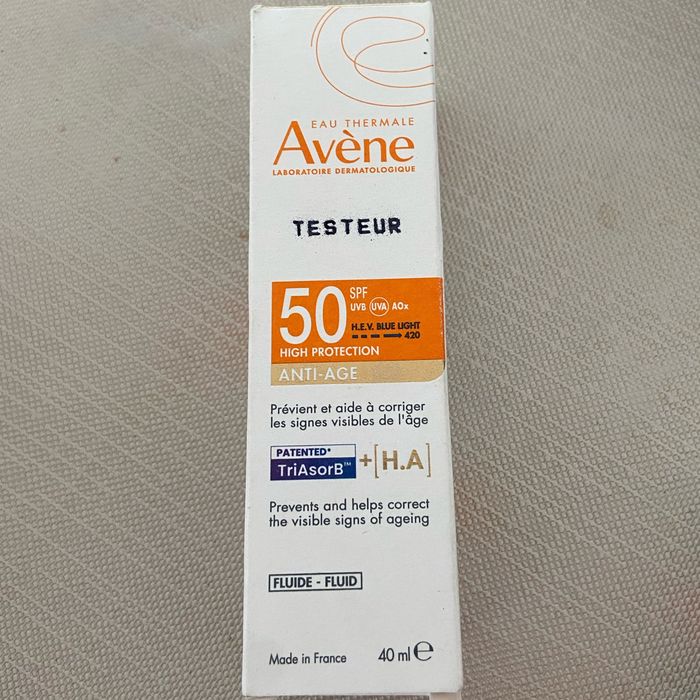 EAU THERMALE
Avène
LABORATOIRE DERMATOLOGIQUE
TESTEUR
50 SPF
UVB UVA AOx
H.E.V. BLUE LIGHT
420
HIGH PROTECTION
ANTI-AGE
Prévient et aide à corriger
les signes visibles de l'âge
PATENTED*
TriAsorB™ + [H.A]
Prevents and helps correct
the visible signs of ageing
FLUIDE - FLUID
Made in France 40 ml ℮